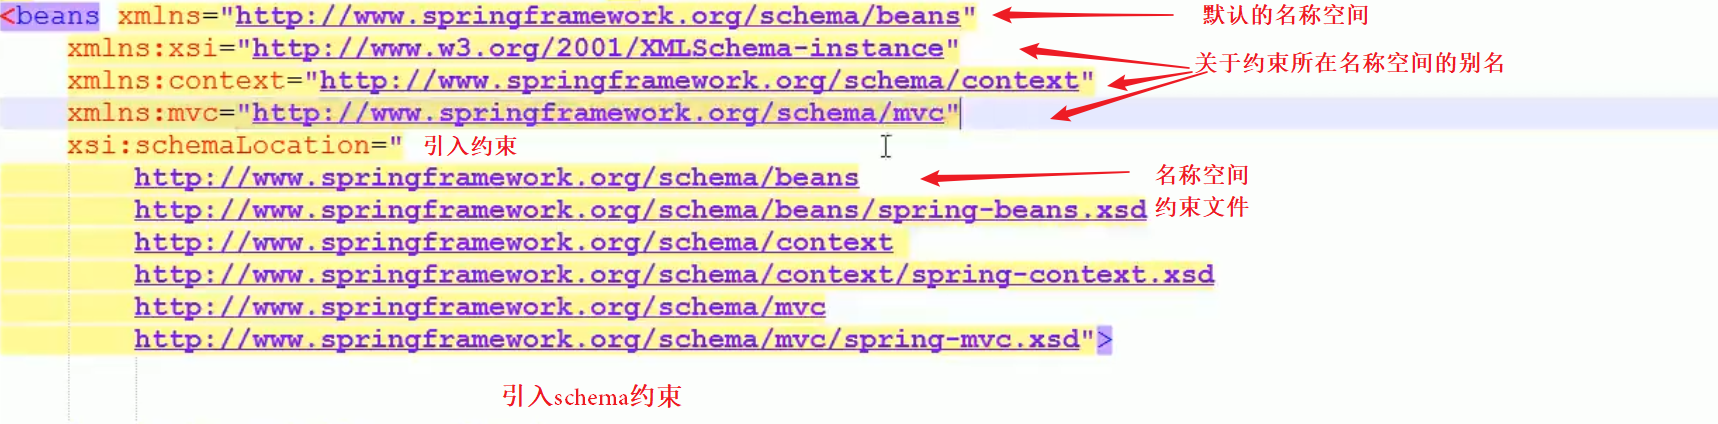 <beans xmlns="http://www.springframework.org/schema/beans" 默认的名称空间
xmlns:xsi="http://www.w3.org/2001/XMLSchema-instance"
关于约束所在名称空间的别名
xmlns:context="http://www.springframework.org/schema/context"
xmlns:mvc="http://www.springframework.org/schema/mvc"
xsi:schemaLocation=" 引入约束
http://www.springframework.org/schema/beans 名称空间
http://www.springframework.org/schema/beans/spring-beans.xsd 约束文件
http://www.springframework.org/schema/context
http://www.springframework.org/schema/context/spring-context.xsd
http://www.springframework.org/schema/mvc
http://www.springframework.org/schema/mvc/spring-mvc.xsd">
引入schema约束